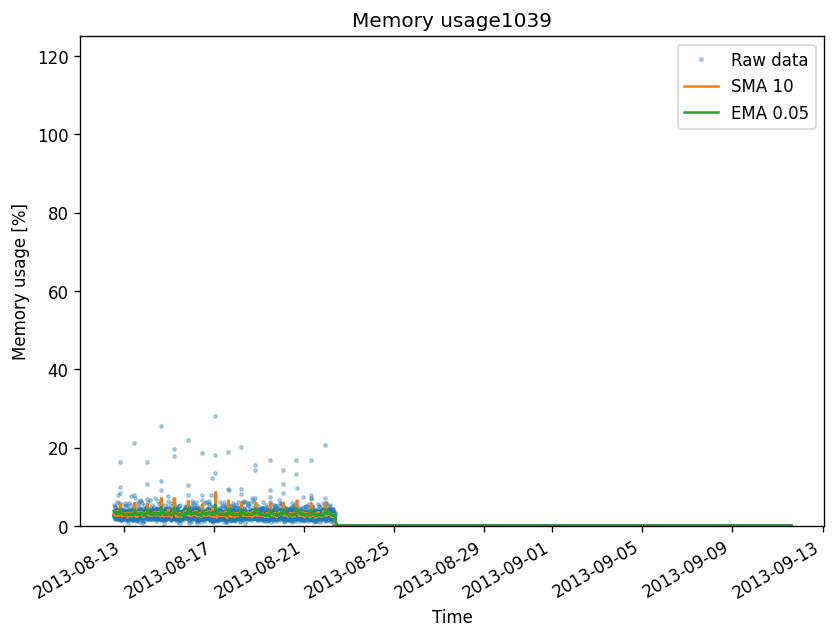 Memory usage1039
Raw data
SMA 10
EMA 0.05
Memory usage [%]
120
100
80
60
40
20
0
2013-08-13
2013-08-17
2013-08-21
2013-08-25
2013-08-29
2013-09-01
2013-09-05
2013-09-09
2013-09-13
Time